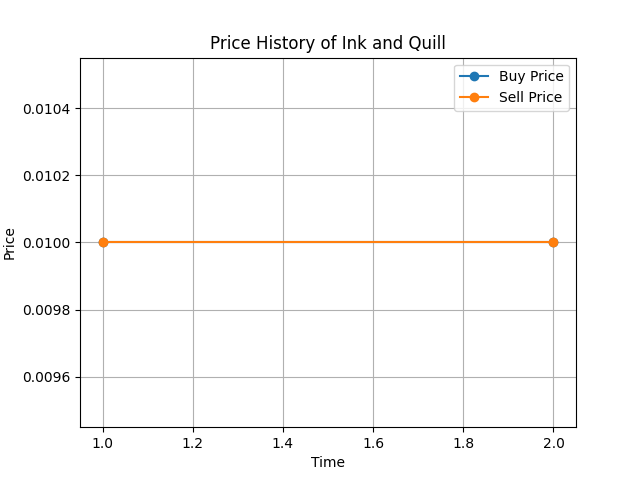 Price History of Ink and Quill
Buy Price
Sell Price
0.0104
0.0102
0.0100
0.0098
0.0096
Price
1.0 1.2 1.4 1.6 1.8 2.0
Time